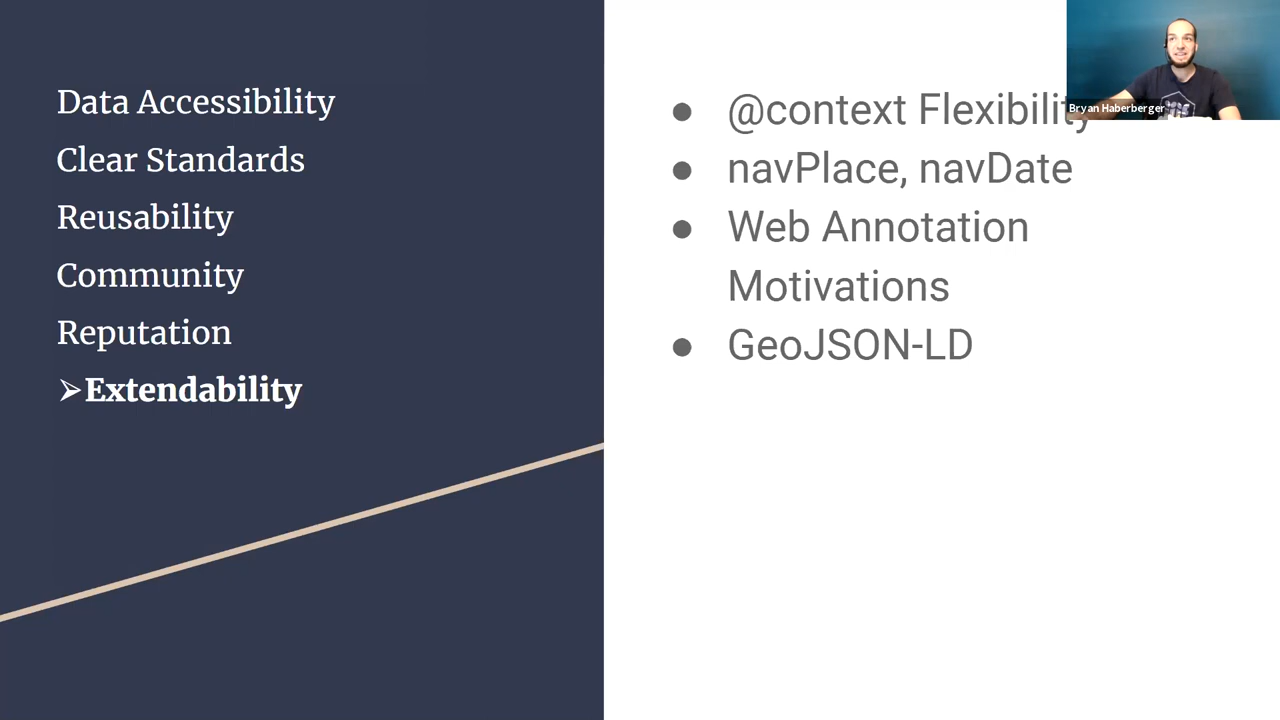 Data Accessibility
Clear Standards
Reusability
Community
Reputation
➢Extendability
● @context Flexibility
● navPlace, navDate
● Web Annotation
Motivations
● GeoJSON-LD
Bryan Haberberger